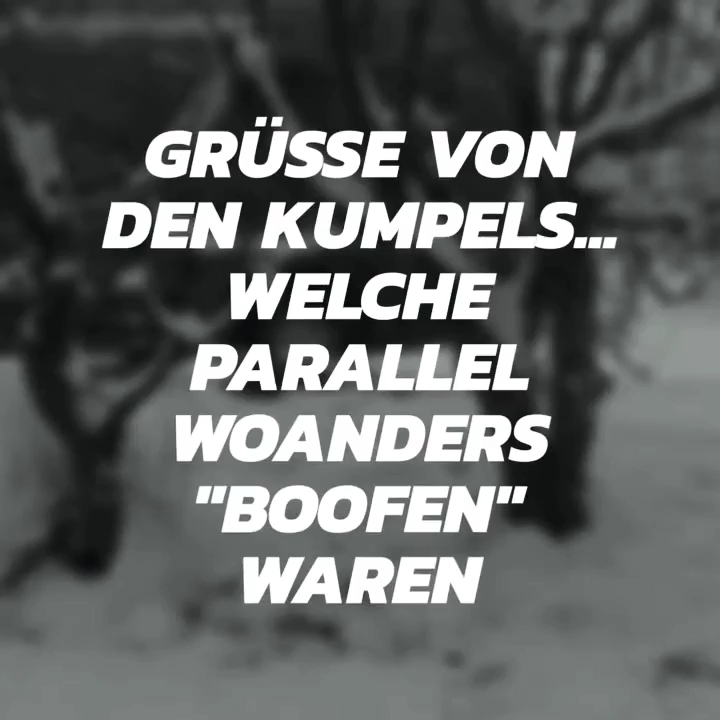 GRÜSSE VON
DEN KUMPELS...
WELCHE
PARALLEL
WOANDERS
"BOOFEN"
WAREN